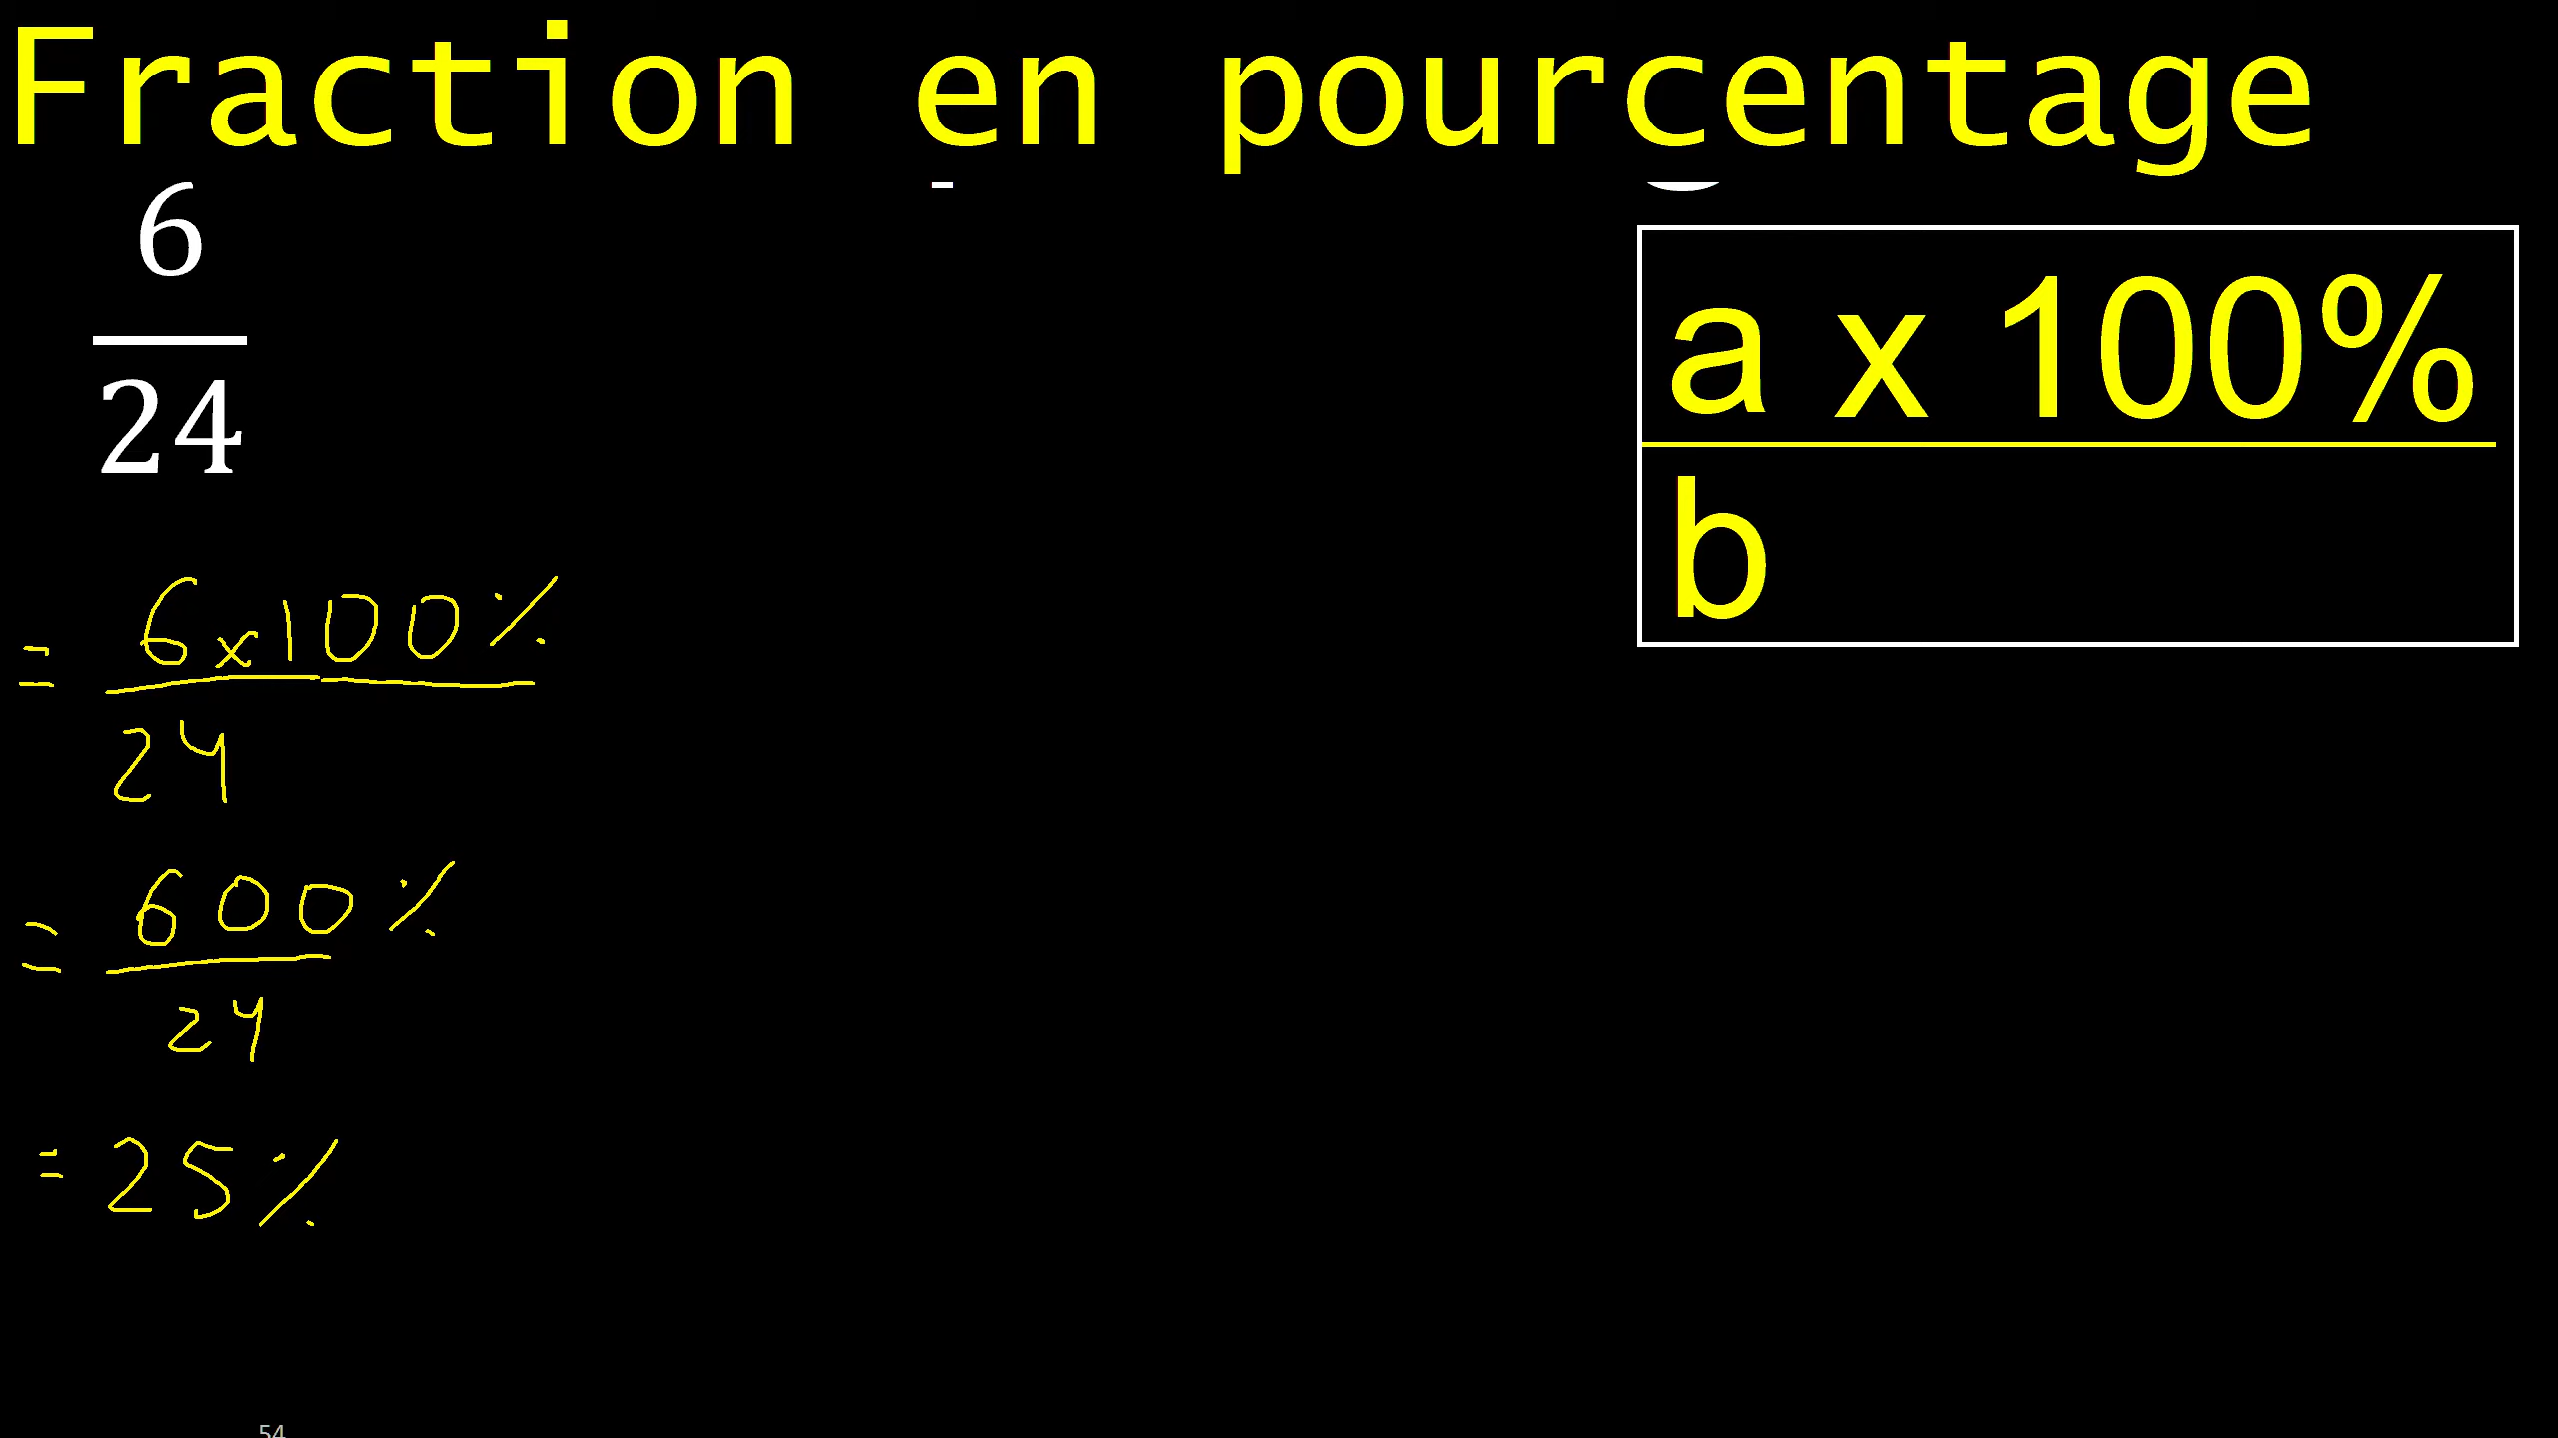 Fraction en pourcentage
6
24
a x 100%
b
= 6x100%
24
= 600%
24
= 25%
54